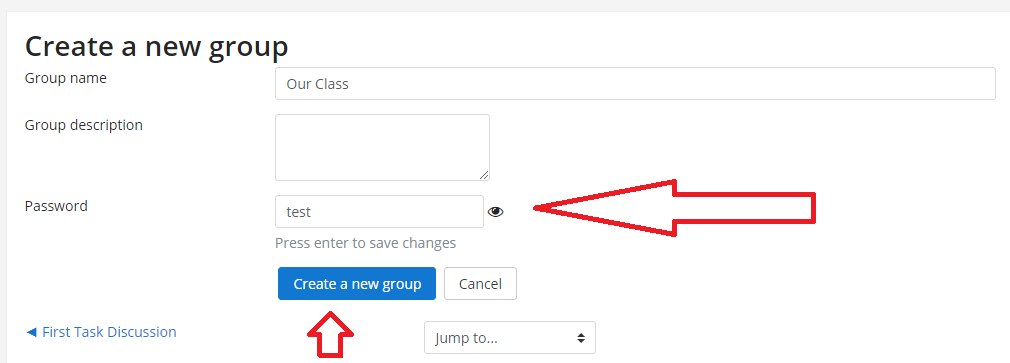 Create a new group
Group name
Our Class
Group description
Password
test
Press enter to save changes
Create a new group Cancel
◄ First Task Discussion Jump to...